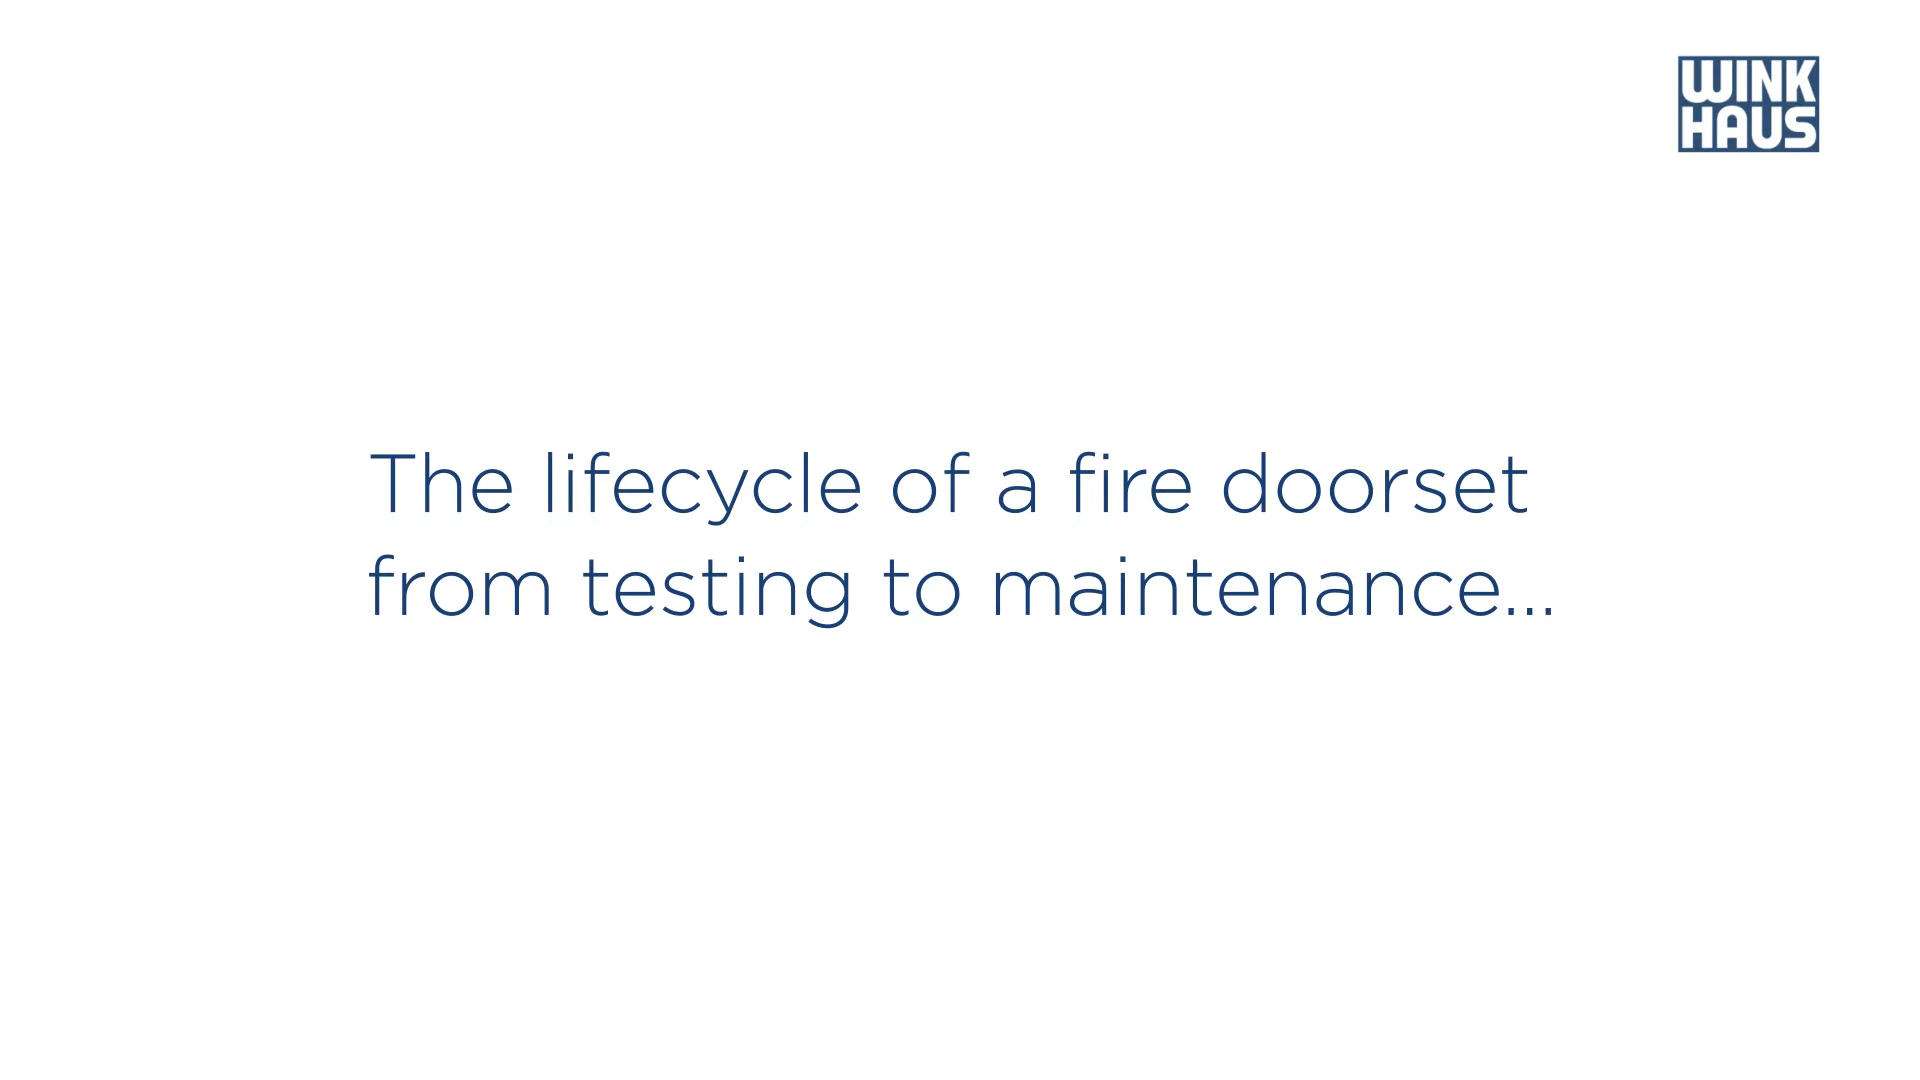 WINK
HAUS
The lifecycle of a fire doorset
from testing to maintenance...